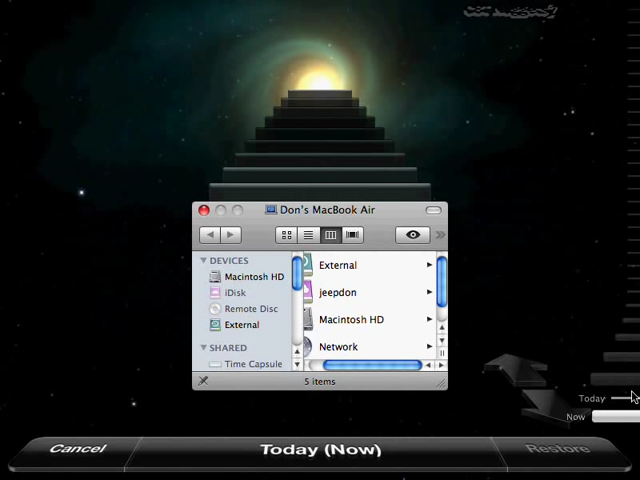 Don's MacBook Air
DEVICES
Macintosh HD
iDisk
Remote Disc
External
SHARED
Time Capsule
External
jeepdon
Macintosh HD
Network
5 items
Today
Now
Cancel
Today (Now)
Restore